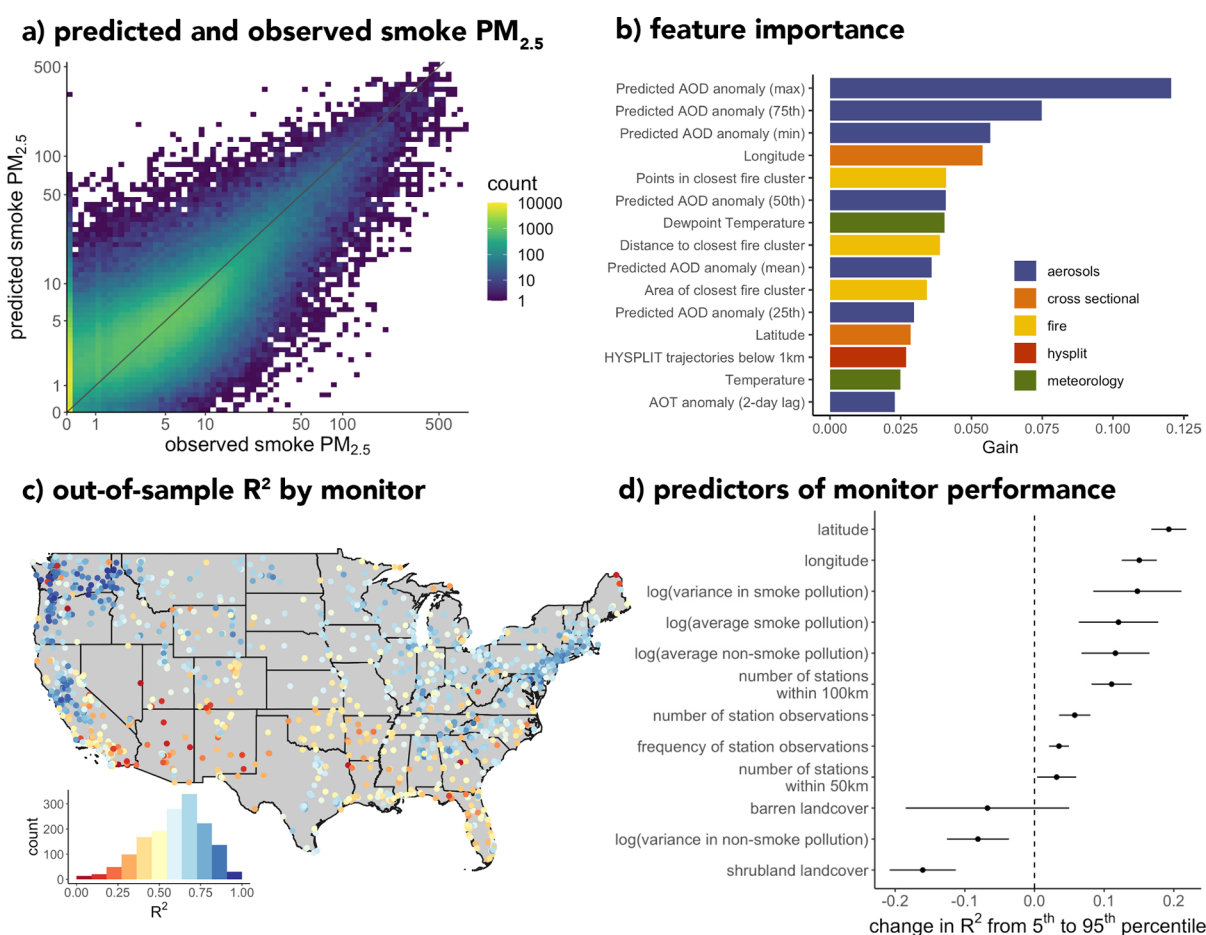 a) predicted and observed smoke PM2.5
500
100
50
10
5
1
0
predicted smoke PM2.5
0 1 5 10 50 100 500
observed smoke PM2.5
count
10000
1000
100
10
1
b) feature importance
Predicted AOD anomaly (max)
Predicted AOD anomaly (75th)
Predicted AOD anomaly (min)
Longitude
Points in closest fire cluster
Predicted AOD anomaly (50th)
Dewpoint Temperature
Distance to closest fire cluster
Predicted AOD anomaly (mean)
Area of closest fire cluster
Predicted AOD anomaly (25th)
Latitude
HYSPLIT trajectories below 1km
Temperature
AOT anomaly (2-day lag)
aerosols
cross sectional
fire
hysplit
meteorology
0.000 0.025 0.050 0.075 0.100 0.125
Gain
c) out-of-sample R² by monitor
300
200
100
0
count
0.00 0.25 0.50 0.75 1.00
R²
d) predictors of monitor performance
latitude
longitude
log(variance in smoke pollution)
log(average smoke pollution)
log(average non-smoke pollution)
number of stations
within 100km
number of station observations
frequency of station observations
number of stations
within 50km
barren landcover
log(variance in non-smoke pollution)
shrubland landcover
-0.2 -0.1 0.0 0.1 0.2
change in R² from 5th to 95th percentile